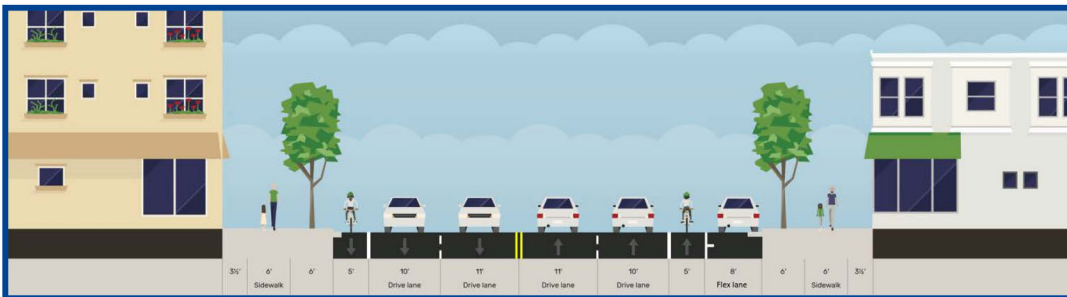 3½' 6' 6' 5' 10' 11' 11' 10' 5' 8' 6' 6' 3½'
Sidewalk Drive lane Drive lane Drive lane Drive lane Flex lane Sidewalk